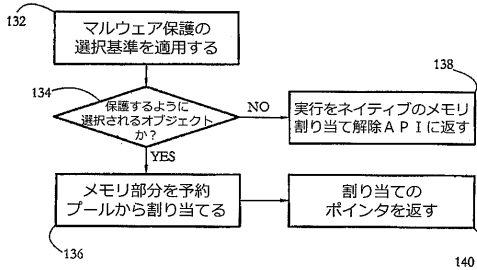 132
マルウェア保護の
選択基準を適用する
134
保護するように
選択されるオブジェクト
か?
NO
138
実行をネイティブのメモリ
割り当て解除APIに返す
YES
メモリ部分を予約
プールから割り当てる
136
割り当ての
ポインタを返す
140